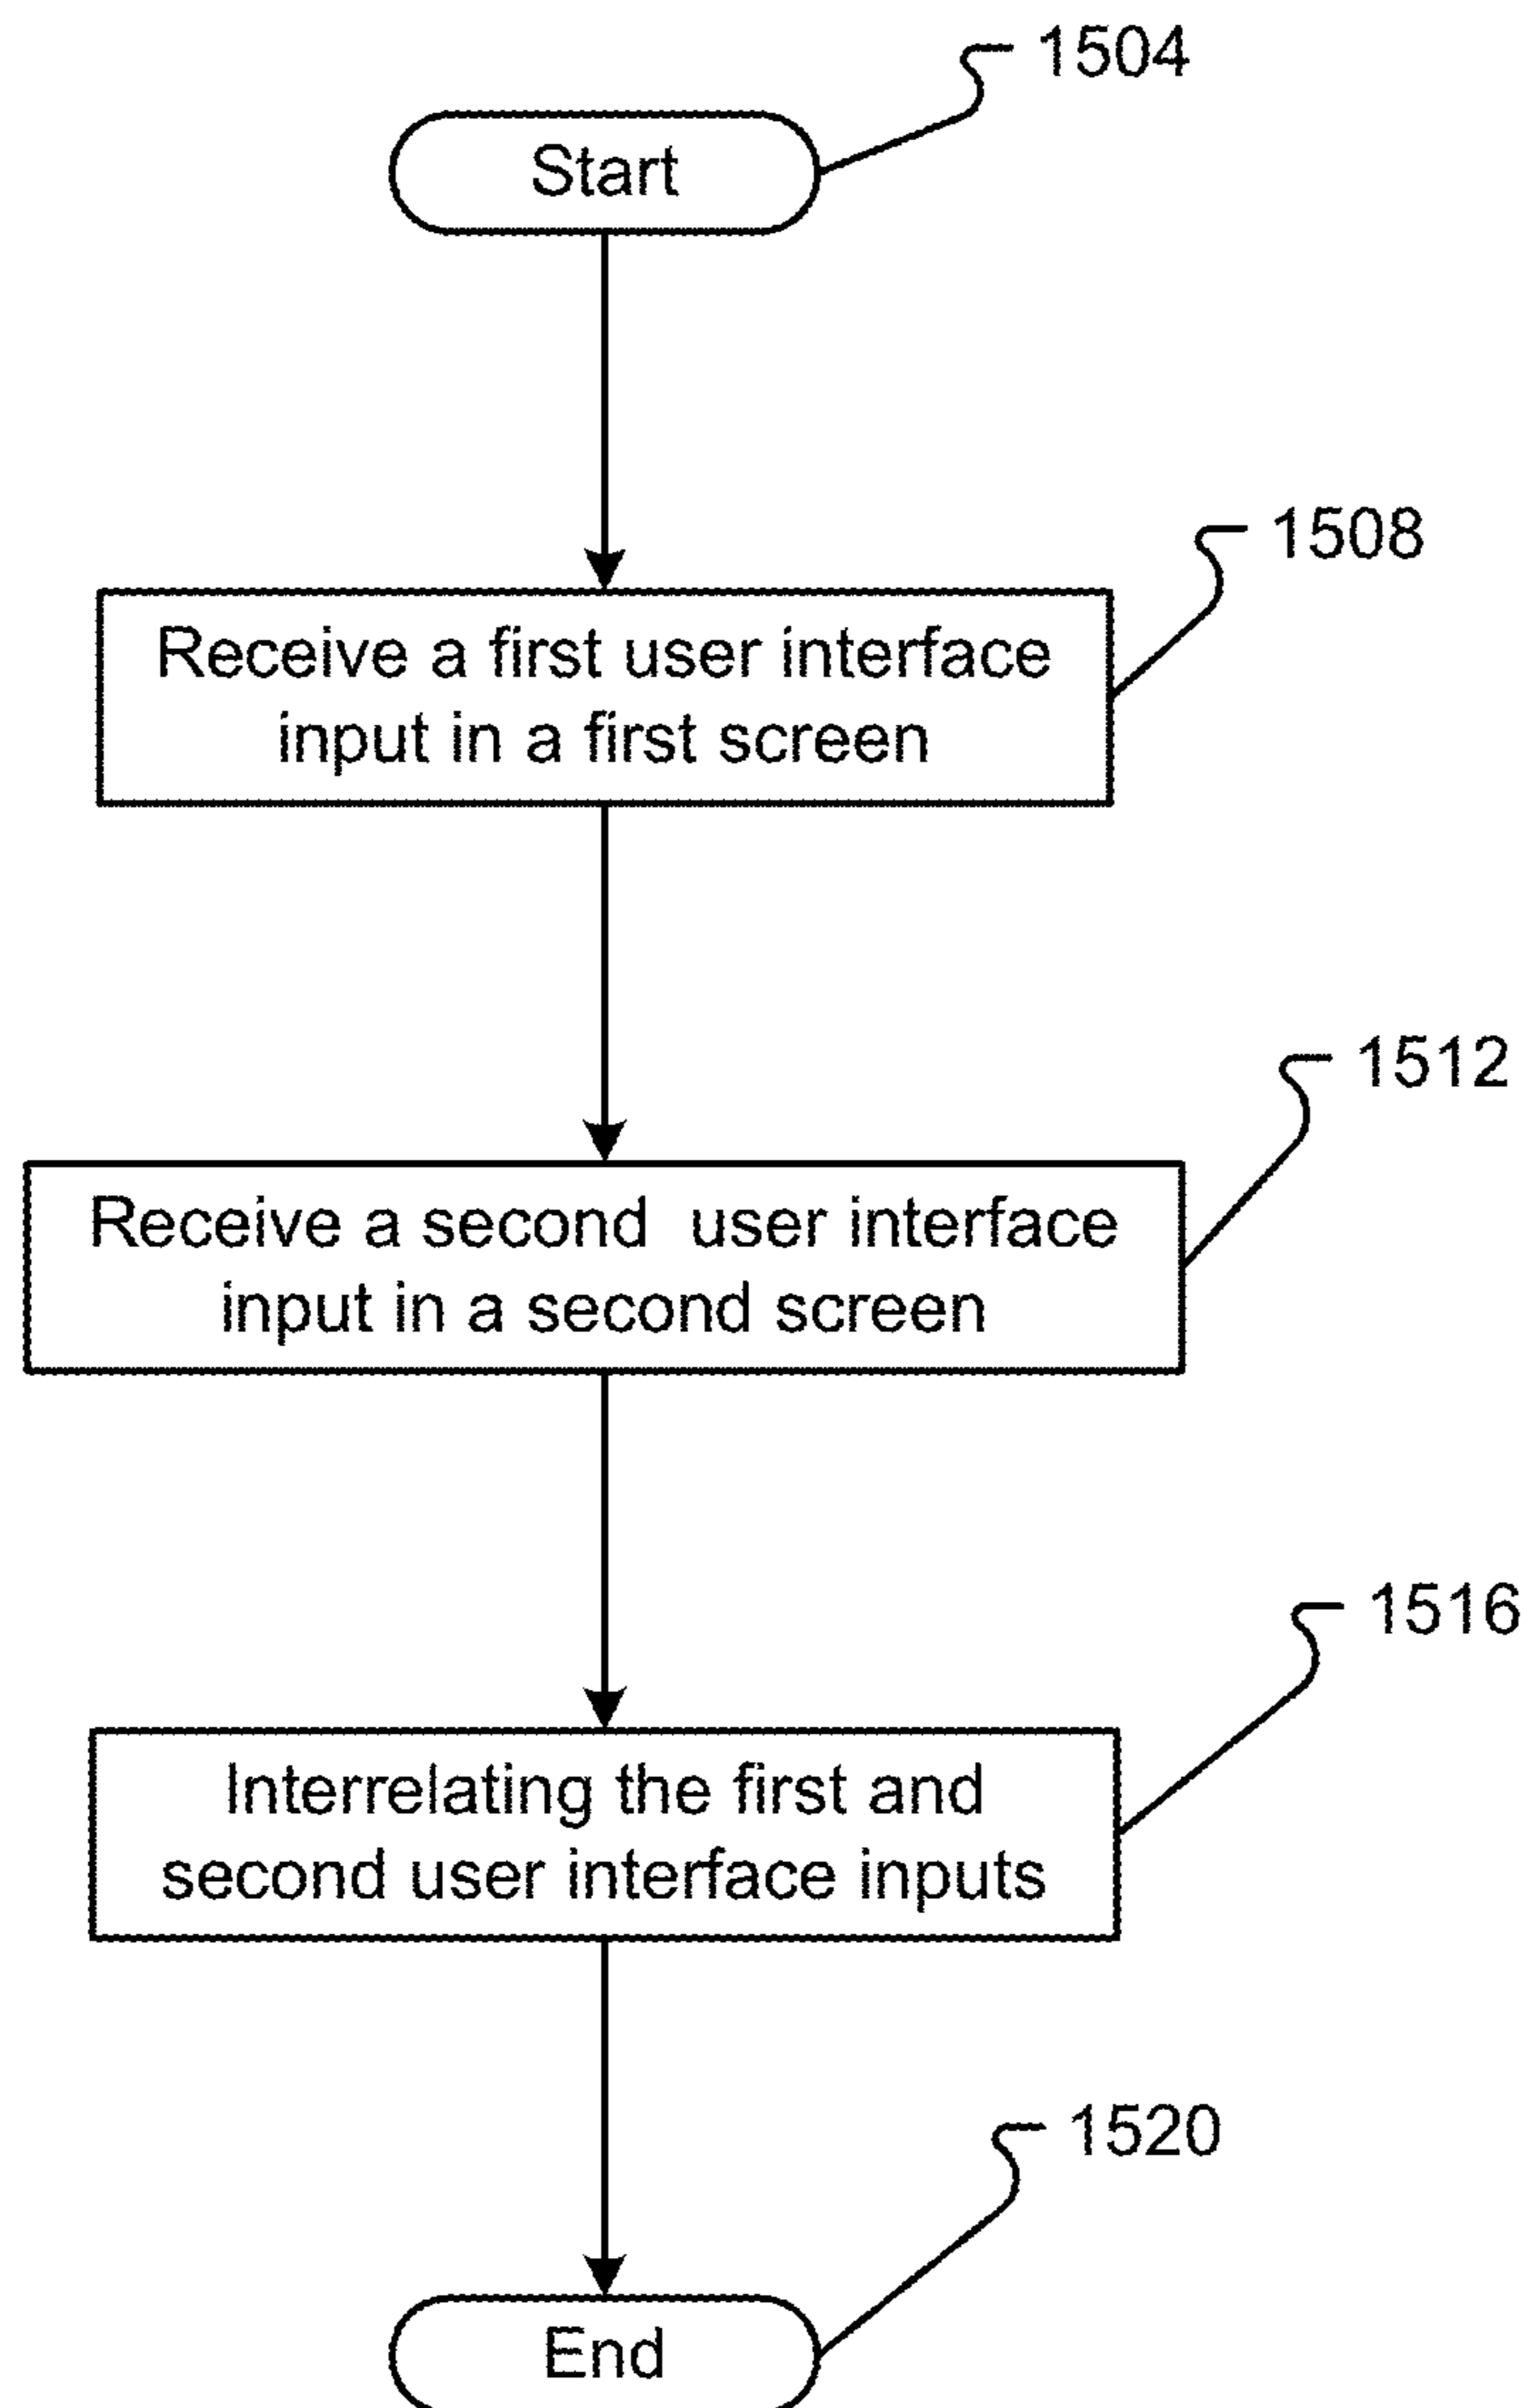 1504
Start
1508
Receive a first user interface
input in a first screen
1512
Receive a second  user interface
input in a second screen
1516
Interrelating the first and
second user interface inputs
1520
End